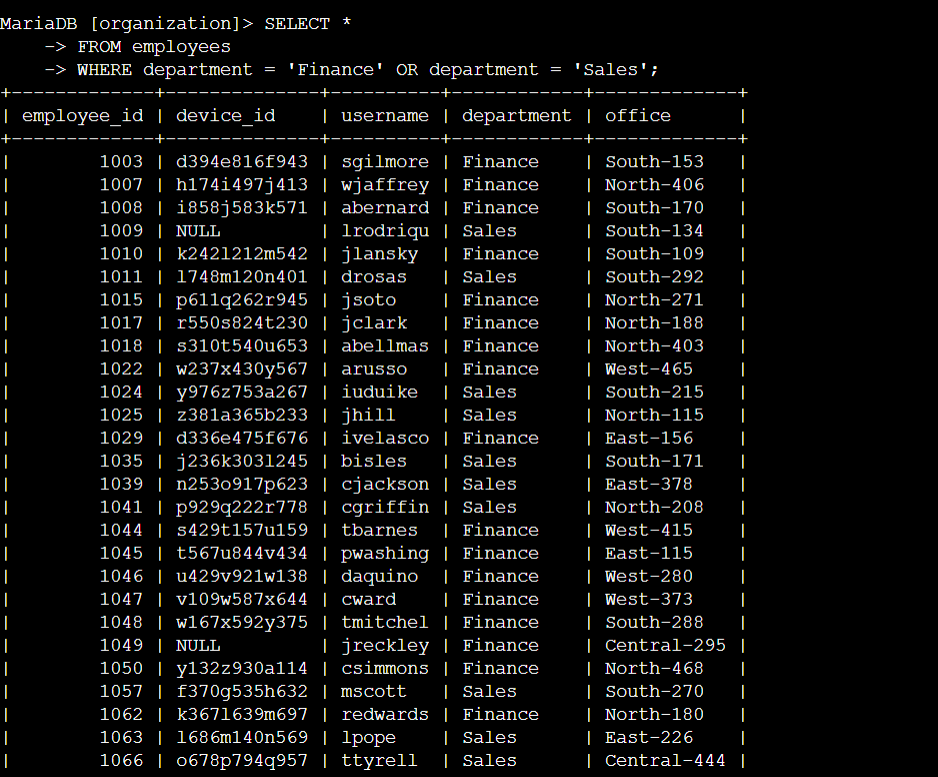 MariaDB [organization]> SELECT *
    -> FROM employees
    -> WHERE department = 'Finance' OR department = 'Sales';
+-------------+--------------+----------+------------+-------------+
| employee_id | device_id    | username | department | office      |
+-------------+--------------+----------+------------+-------------+
|        1003 | d394e816f943 | sgilmore | Finance    | South-153   |
|        1007 | h174i497j413 | wjaffrey | Finance    | North-406   |
|        1008 | i858j583k571 | abernard | Finance    | South-170   |
|        1009 | NULL         | lrodriqu | Sales      | South-134   |
|        1010 | k242l212m542 | jlansky  | Finance    | South-109   |
|        1011 | l748m120n401 | drosas   | Sales      | South-292   |
|        1015 | p611q262r945 | jsoto    | Finance    | North-271   |
|        1017 | r550s824t230 | jclark   | Finance    | North-188   |
|        1018 | s310t540u653 | abellmas | Finance    | North-403   |
|        1022 | w237x430y567 | arusso   | Finance    | West-465    |
|        1024 | y976z753a267 | iuduike  | Sales      | South-215   |
|        1025 | z381a365b233 | jhill    | Sales      | North-115   |
|        1029 | d336e475f676 | ivelasco | Finance    | East-156    |
|        1035 | j236k303l245 | bisles   | Sales      | South-171   |
|        1039 | n253o917p623 | cjackson | Sales      | East-378    |
|        1041 | p929q222r778 | cgriffin | Sales      | North-208   |
|        1044 | s429t157u159 | tbarnes  | Finance    | West-415    |
|        1045 | t567u844v434 | pwashing | Finance    | East-115    |
|        1046 | u429v921w138 | daquino  | Finance    | West-280    |
|        1047 | v109w587x644 | cward    | Finance    | West-373    |
|        1048 | w167x592y375 | tmitchel | Finance    | South-288   |
|        1049 | NULL         | jreckley | Finance    | Central-295 |
|        1050 | y132z930a114 | csimmons | Finance    | North-468   |
|        1057 | f370g535h632 | mscott   | Sales      | South-270   |
|        1062 | k367l639m697 | redwards | Finance    | North-180   |
|        1063 | l686m140n569 | lpope    | Sales      | East-226    |
|        1066 | o678p794q957 | ttyrell  | Sales      | Central-444 |